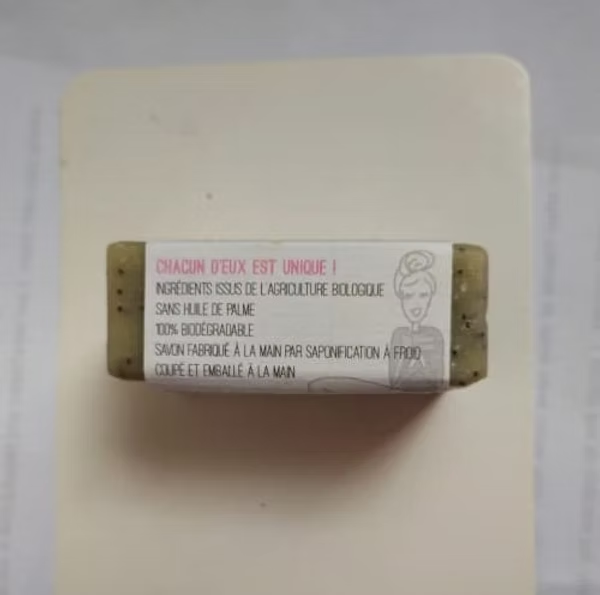 CHACUN D'EUX EST UNIQUE !
INGRÉDIENTS ISSUS DE L'AGRICULTURE BIOLOGIQUE
SANS HUILE DE PALME
100% BIODÉGRADABLE
SAVON FABRIQUÉ À LA MAIN PAR SAPONIFICATION À FROID
COUPÉ ET EMBALLÉ À LA MAIN